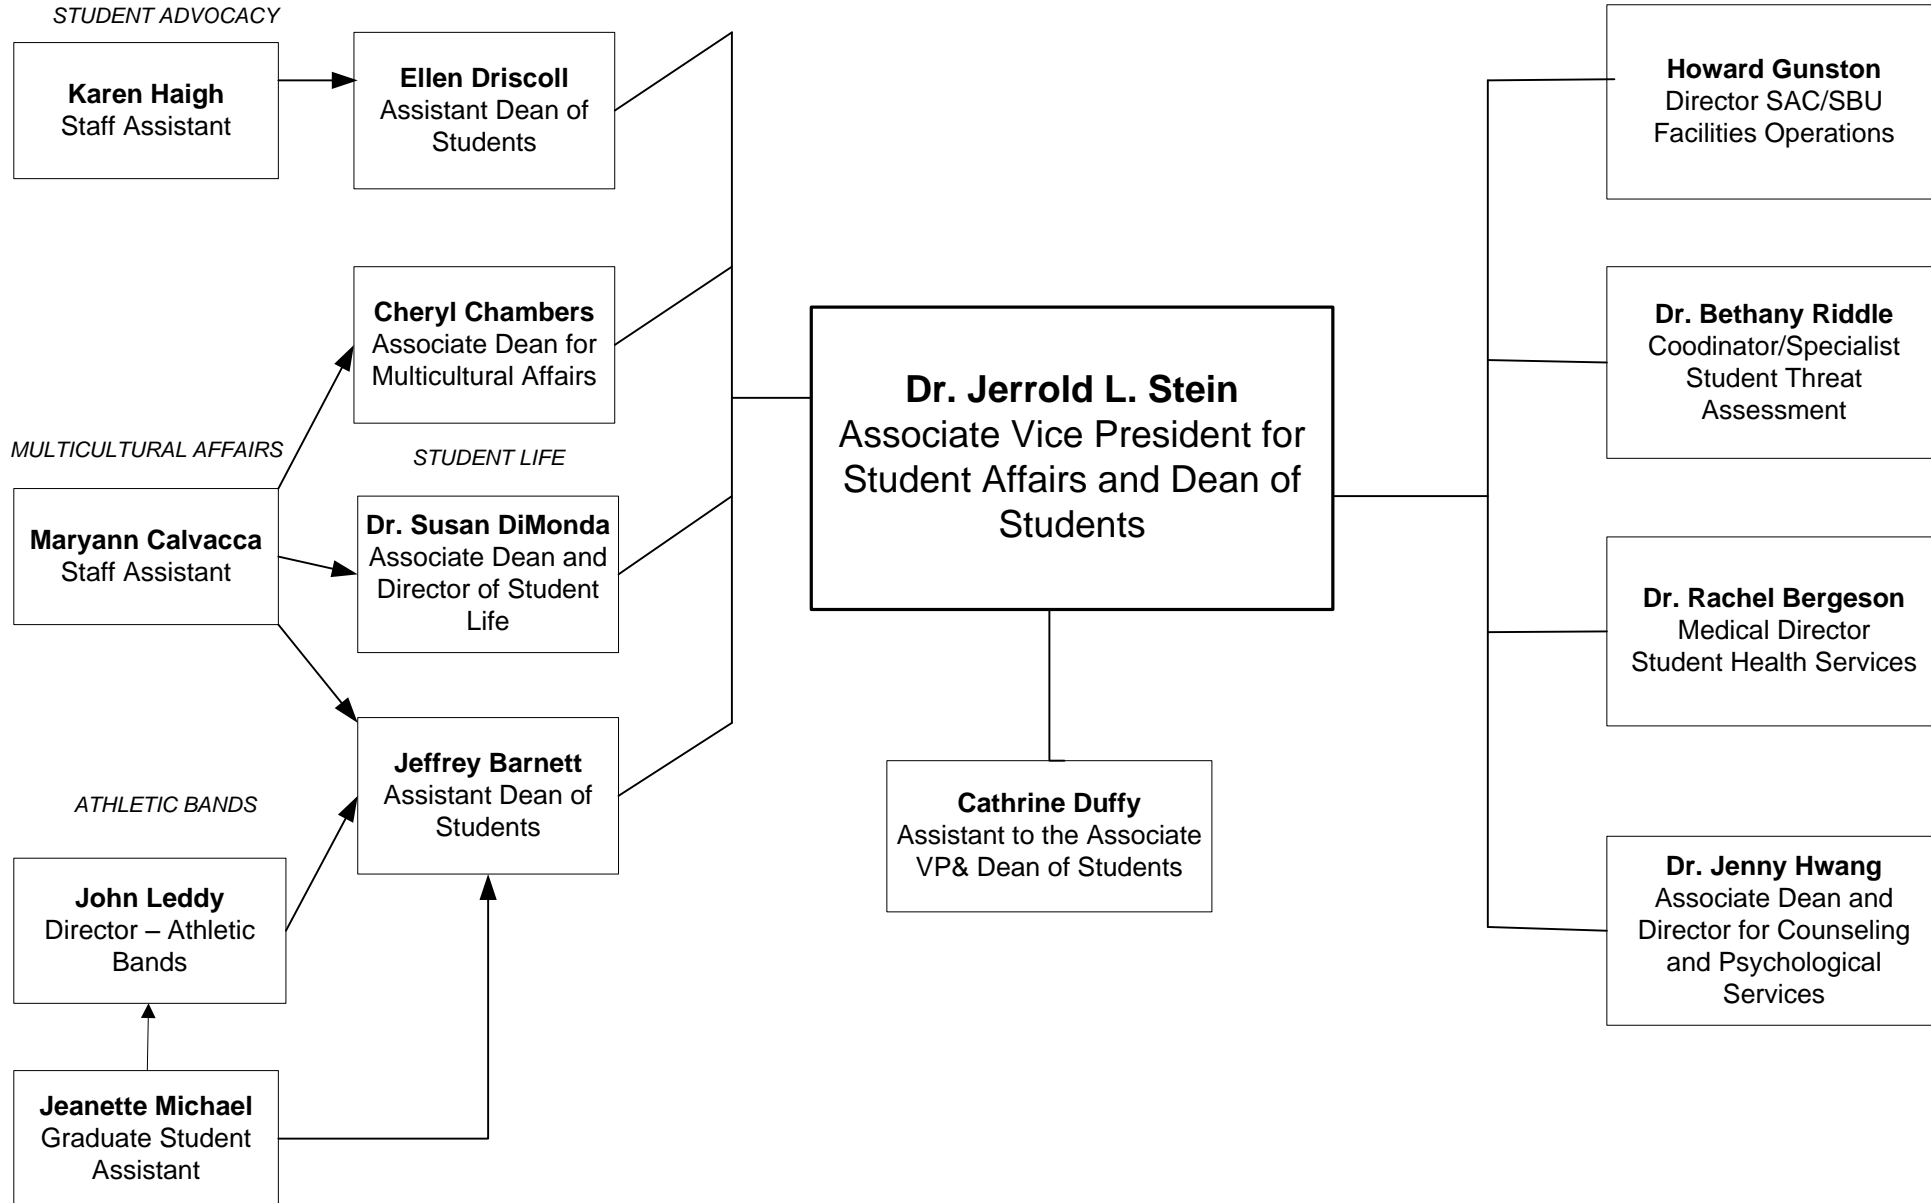 STUDENT ADVOCACY
Karen Haigh
Staff Assistant
Ellen Driscoll
Assistant Dean of
Students
Cheryl Chambers
Associate Dean for
Multicultural Affairs
MULTICULTURAL AFFAIRS
STUDENT LIFE
Maryann Calvacca
Staff Assistant
Dr. Susan DiMonda
Associate Dean and
Director of Student
Life
Jeffrey Barnett
Assistant Dean of
Students
ATHLETIC BANDS
John Leddy
Director – Athletic
Bands
Jeanette Michael
Graduate Student
Assistant
Dr. Jerrold L. Stein
Associate Vice President for
Student Affairs and Dean of
Students
Cathrine Duffy
Assistant to the Associate
VP& Dean of Students
Howard Gunston
Director SAC/SBU
Facilities Operations
Dr. Bethany Riddle
Coodinator/Specialist
Student Threat
Assessment
Dr. Rachel Bergeson
Medical Director
Student Health Services
Dr. Jenny Hwang
Associate Dean and
Director for Counseling
and Psychological
Services